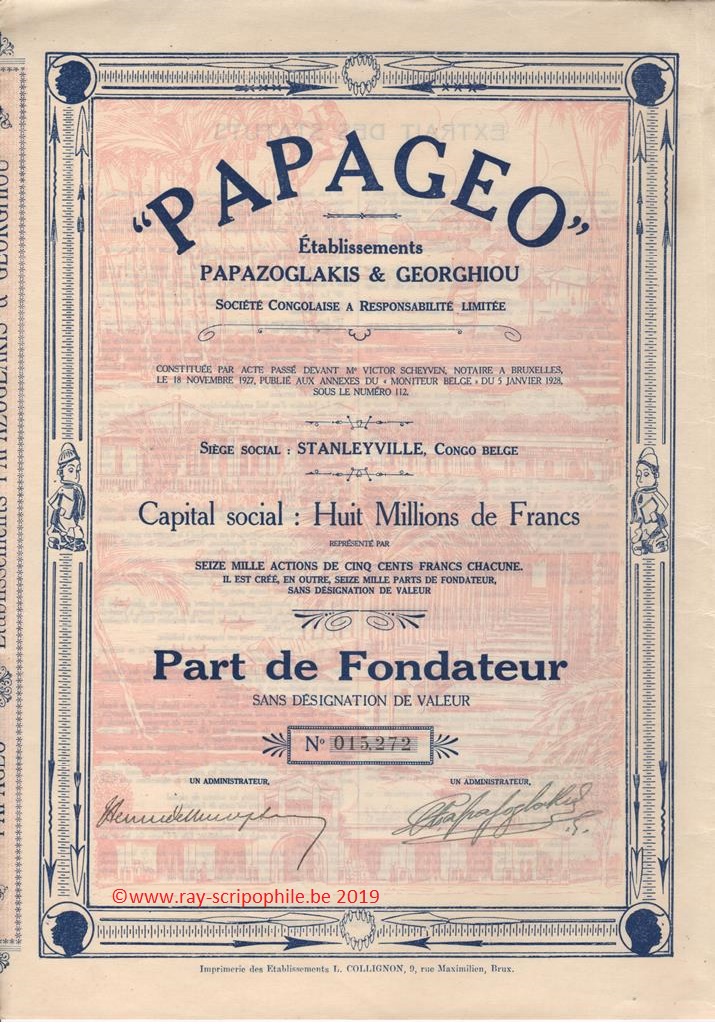 "PAPAGEO"
Établissements
PAPAZOGLAKIS & GEORGHIOU
SOCIÉTÉ CONGOLAISE A RESPONSABILITÉ LIMITÉE
CONSTITUÉE PAR ACTE PASSÉ DEVANT Me VICTOR SCHEYVEN, NOTAIRE A BRUXELLES,
LE 18 NOVEMBRE 1927, PUBLIÉ AUX ANNEXES DU « MONITEUR BELGE » DU 5 JANVIER 1928,
SOUS LE NUMÉRO 112.
SIÈGE SOCIAL : STANLEYVILLE, CONGO BELGE
Capital social : Huit Millions de Francs
REPRÉSENTÉ PAR
SEIZE MILLE ACTIONS DE CINQ CENTS FRANCS CHACUNE.
IL EST CRÉÉ, EN OUTRE, SEIZE MILLE PARTS DE FONDATEUR,
SANS DÉSIGNATION DE VALEUR
Part de Fondateur
SANS DÉSIGNATION DE VALEUR
No 015,272
UN ADMINISTRATEUR, UN ADMINISTRATEUR,
©www.ray-scripophile.be 2019
Imprimerie des Etablissements L. COLLIGNON, 9, rue Maximilien, Brux.
PAPAGEO Établissements PAPAZOGLAKIS & GEORGHIOU
EXTRAIT DES STATUTS